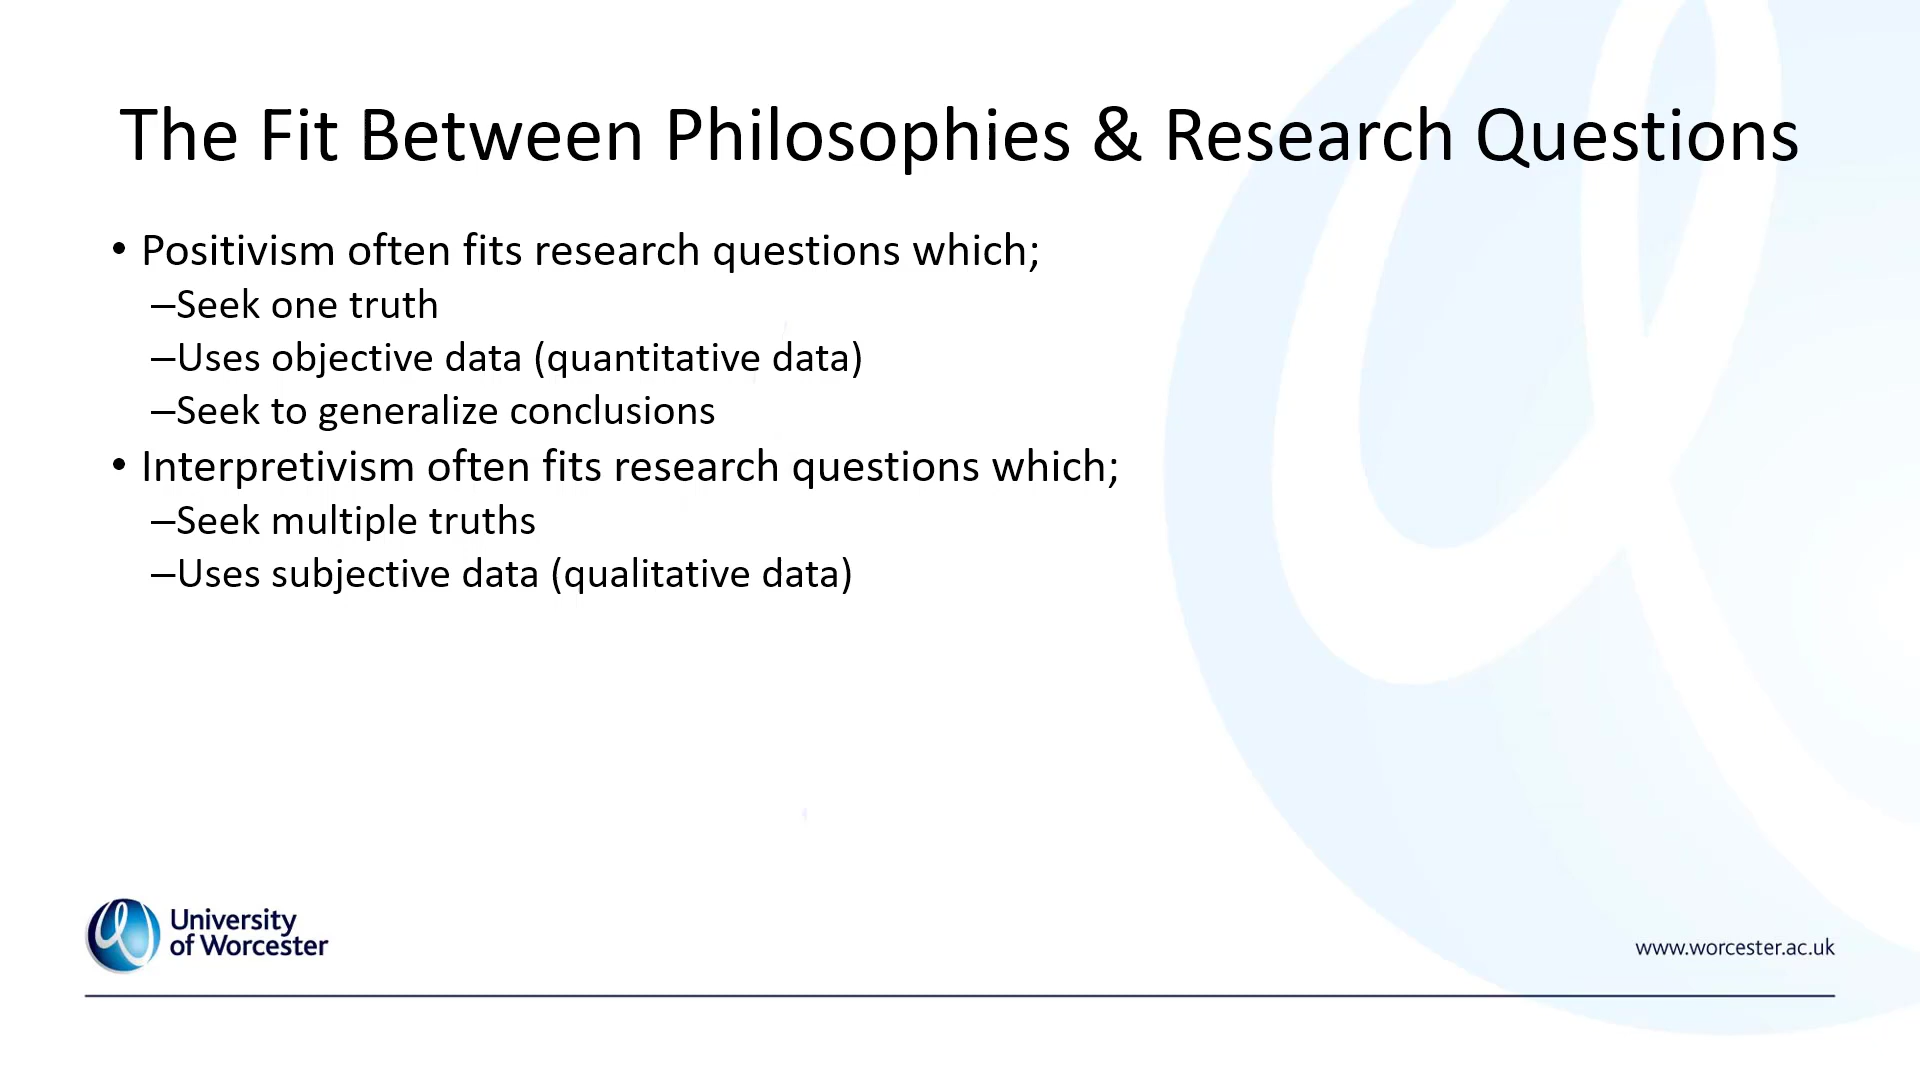 The Fit Between Philosophies & Research Questions
• Positivism often fits research questions which;
–Seek one truth
–Uses objective data (quantitative data)
–Seek to generalize conclusions
• Interpretivism often fits research questions which;
–Seek multiple truths
–Uses subjective data (qualitative data)
University
of Worcester
www.worcester.ac.uk